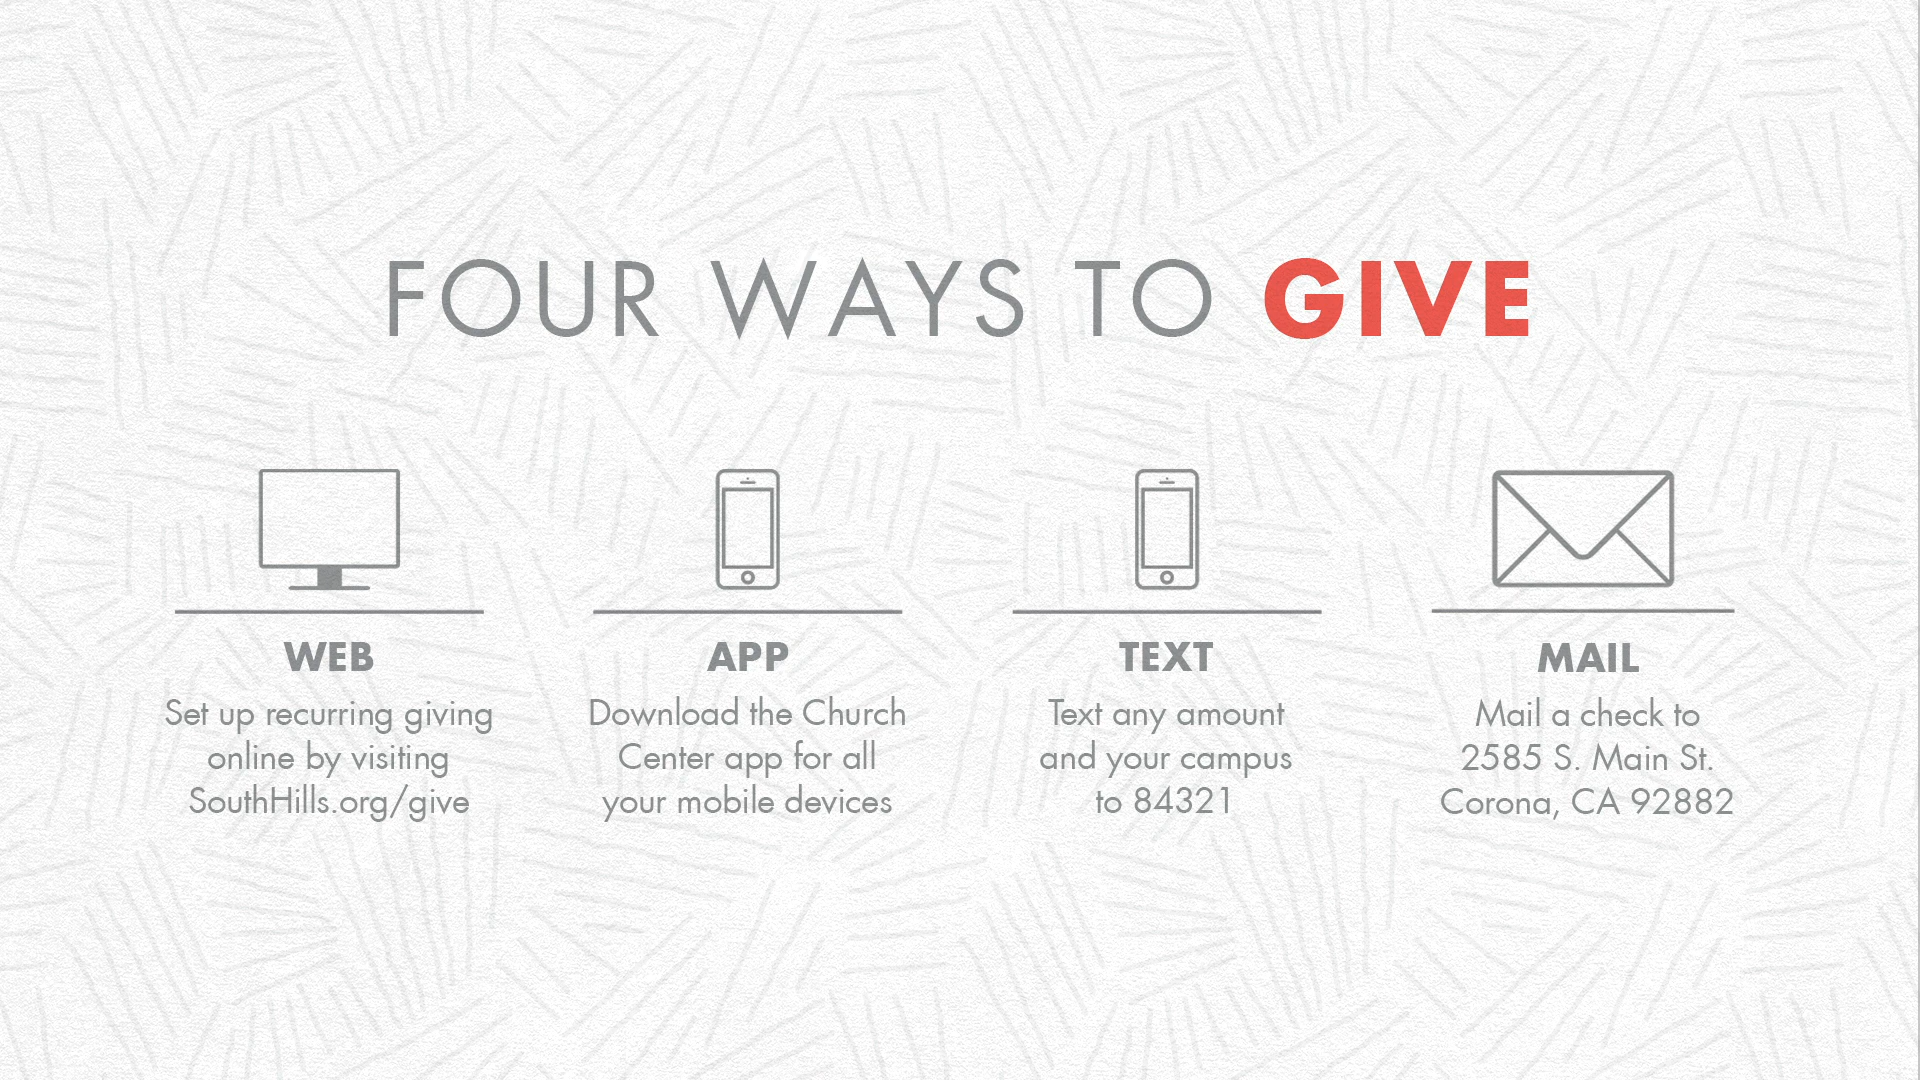 FOUR WAYS TO GIVE
WEB
Set up recurring giving
online by visiting
SouthHills.org/give
APP
Download the Church
Center app for all
your mobile devices
TEXT
Text any amount
and your campus
to 84321
MAIL
Mail a check to
2585 S. Main St.
Corona, CA 92882